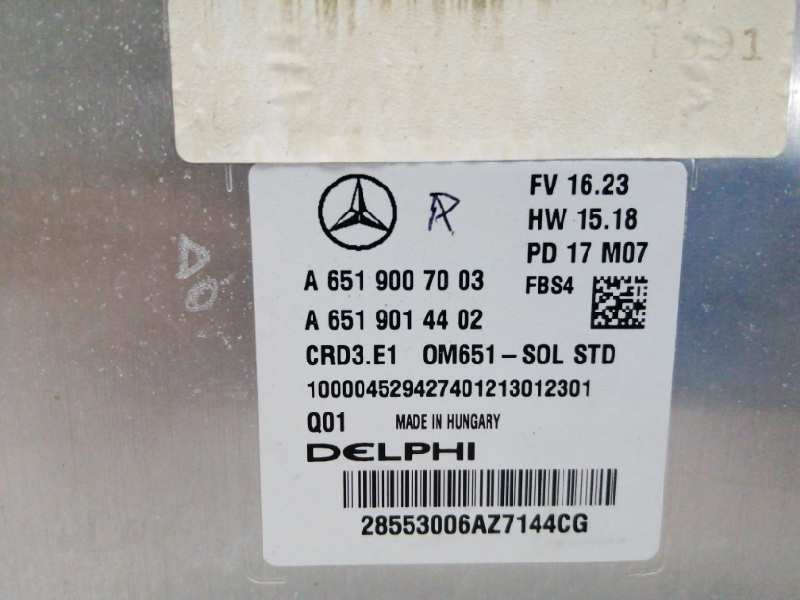 FV 16.23
HW 15.18
PD 17 M07
A 651 900 70 03 FBS4
A 651 901 44 02
CRD3.E1 OM651-SOL STD
100004529427401213012301
Q01 MADE IN HUNGARY
DELPHI
28553006AZ7144CG